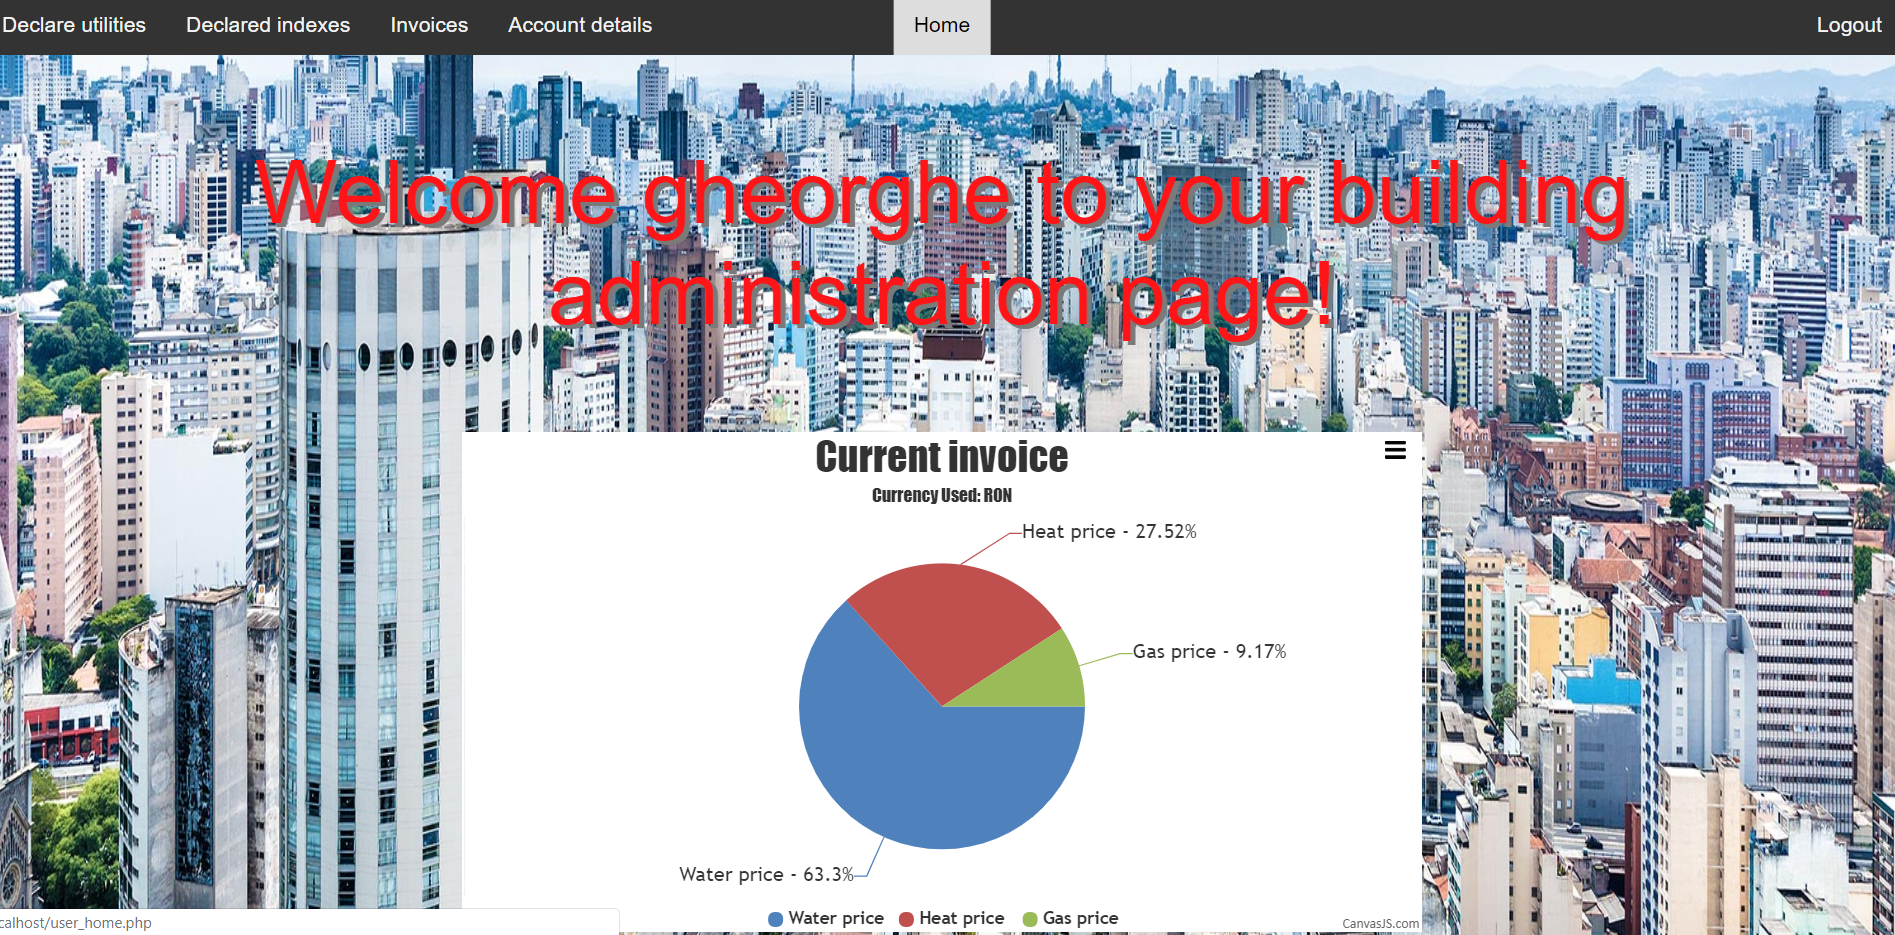 Declare utilities Declared indexes Invoices Account details Home Logout
Welcome gheorghe to your building
administration page!
Current invoice
Currency Used: RON
Heat price - 27.52%
Gas price - 9.17%
Water price - 63.3%
Water price Heat price Gas price
CanvasJS.com
calhost/user_home.php